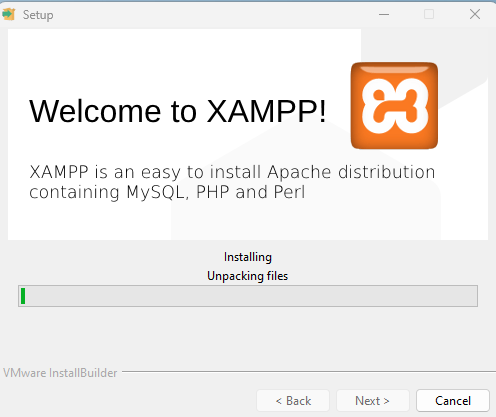 Setup
Welcome to XAMPP!
XAMPP is an easy to install Apache distribution
containing MySQL, PHP and Perl
Installing
Unpacking files
VMware InstallBuilder
< Back
Next >
Cancel